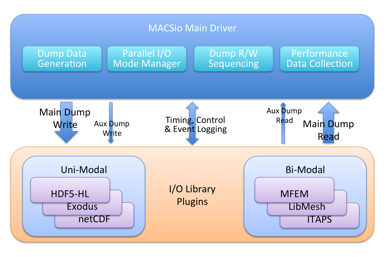 MACSio Main Driver
Dump Data
Generation
Parallel I/O
Mode Manager
Dump R/W
Sequencing
Performance
Data Collection
Main Dump
Write
Aux Dump
Write
Timing, Control
& Event Logging
Aux Dump
Read
Main Dump
Read
Uni-Modal
HDF5-HL
Exodus
netCDF
I/O Library
Plugins
Bi-Modal
MFEM
LibMesh
ITAPS